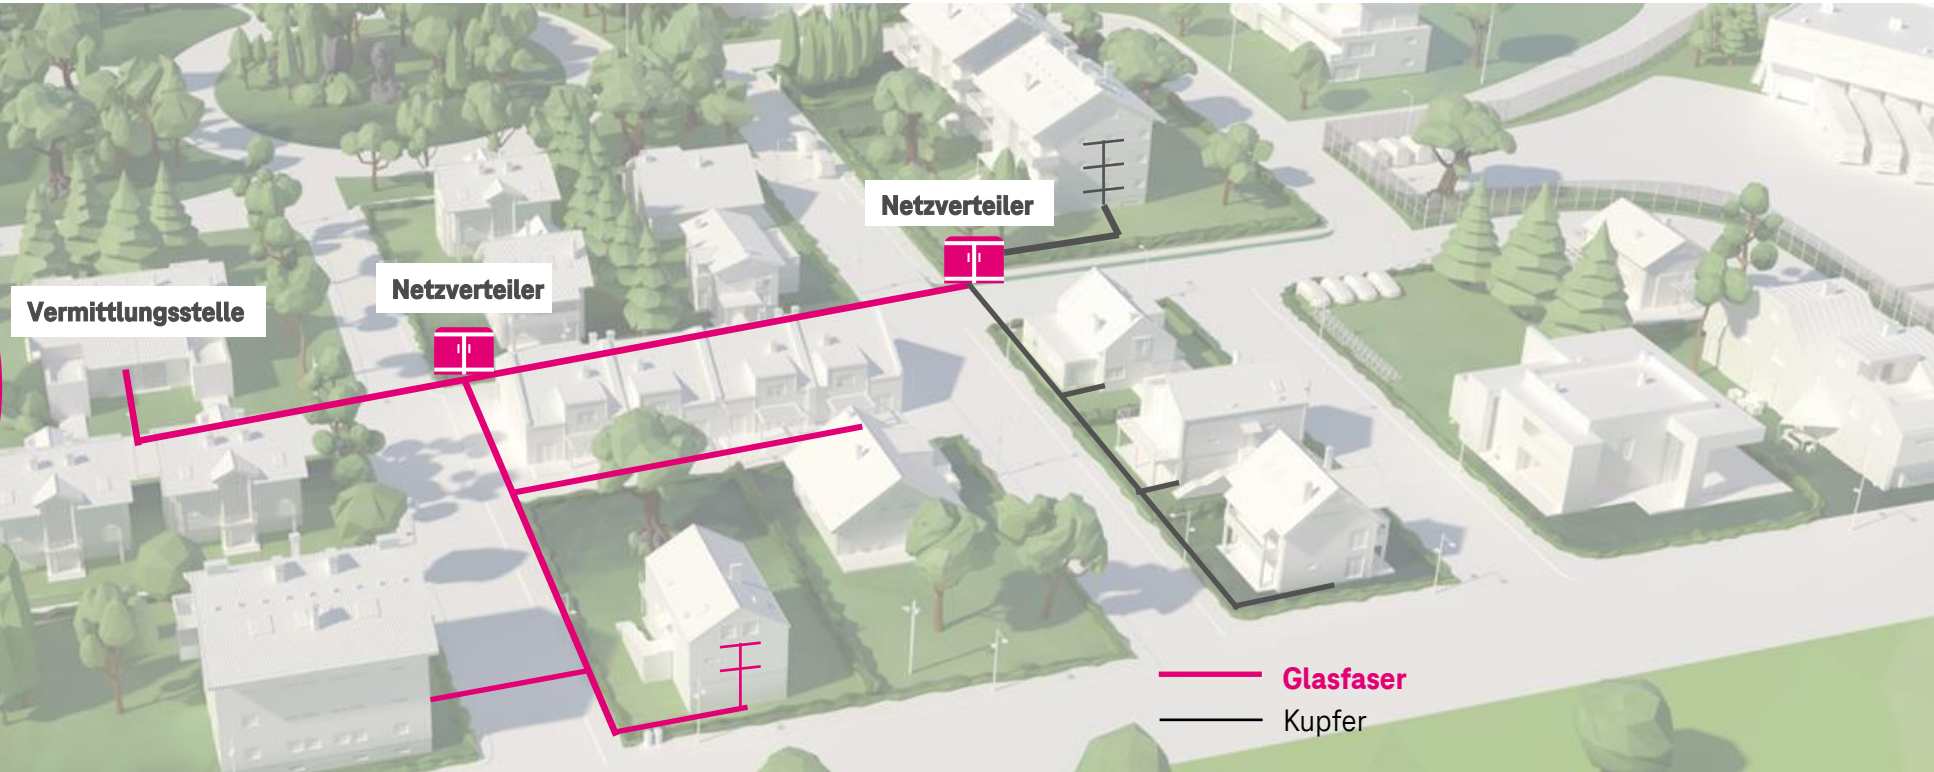 Netzverteiler
Netzverteiler
Vermittlungsstelle
Glasfaser
Kupfer